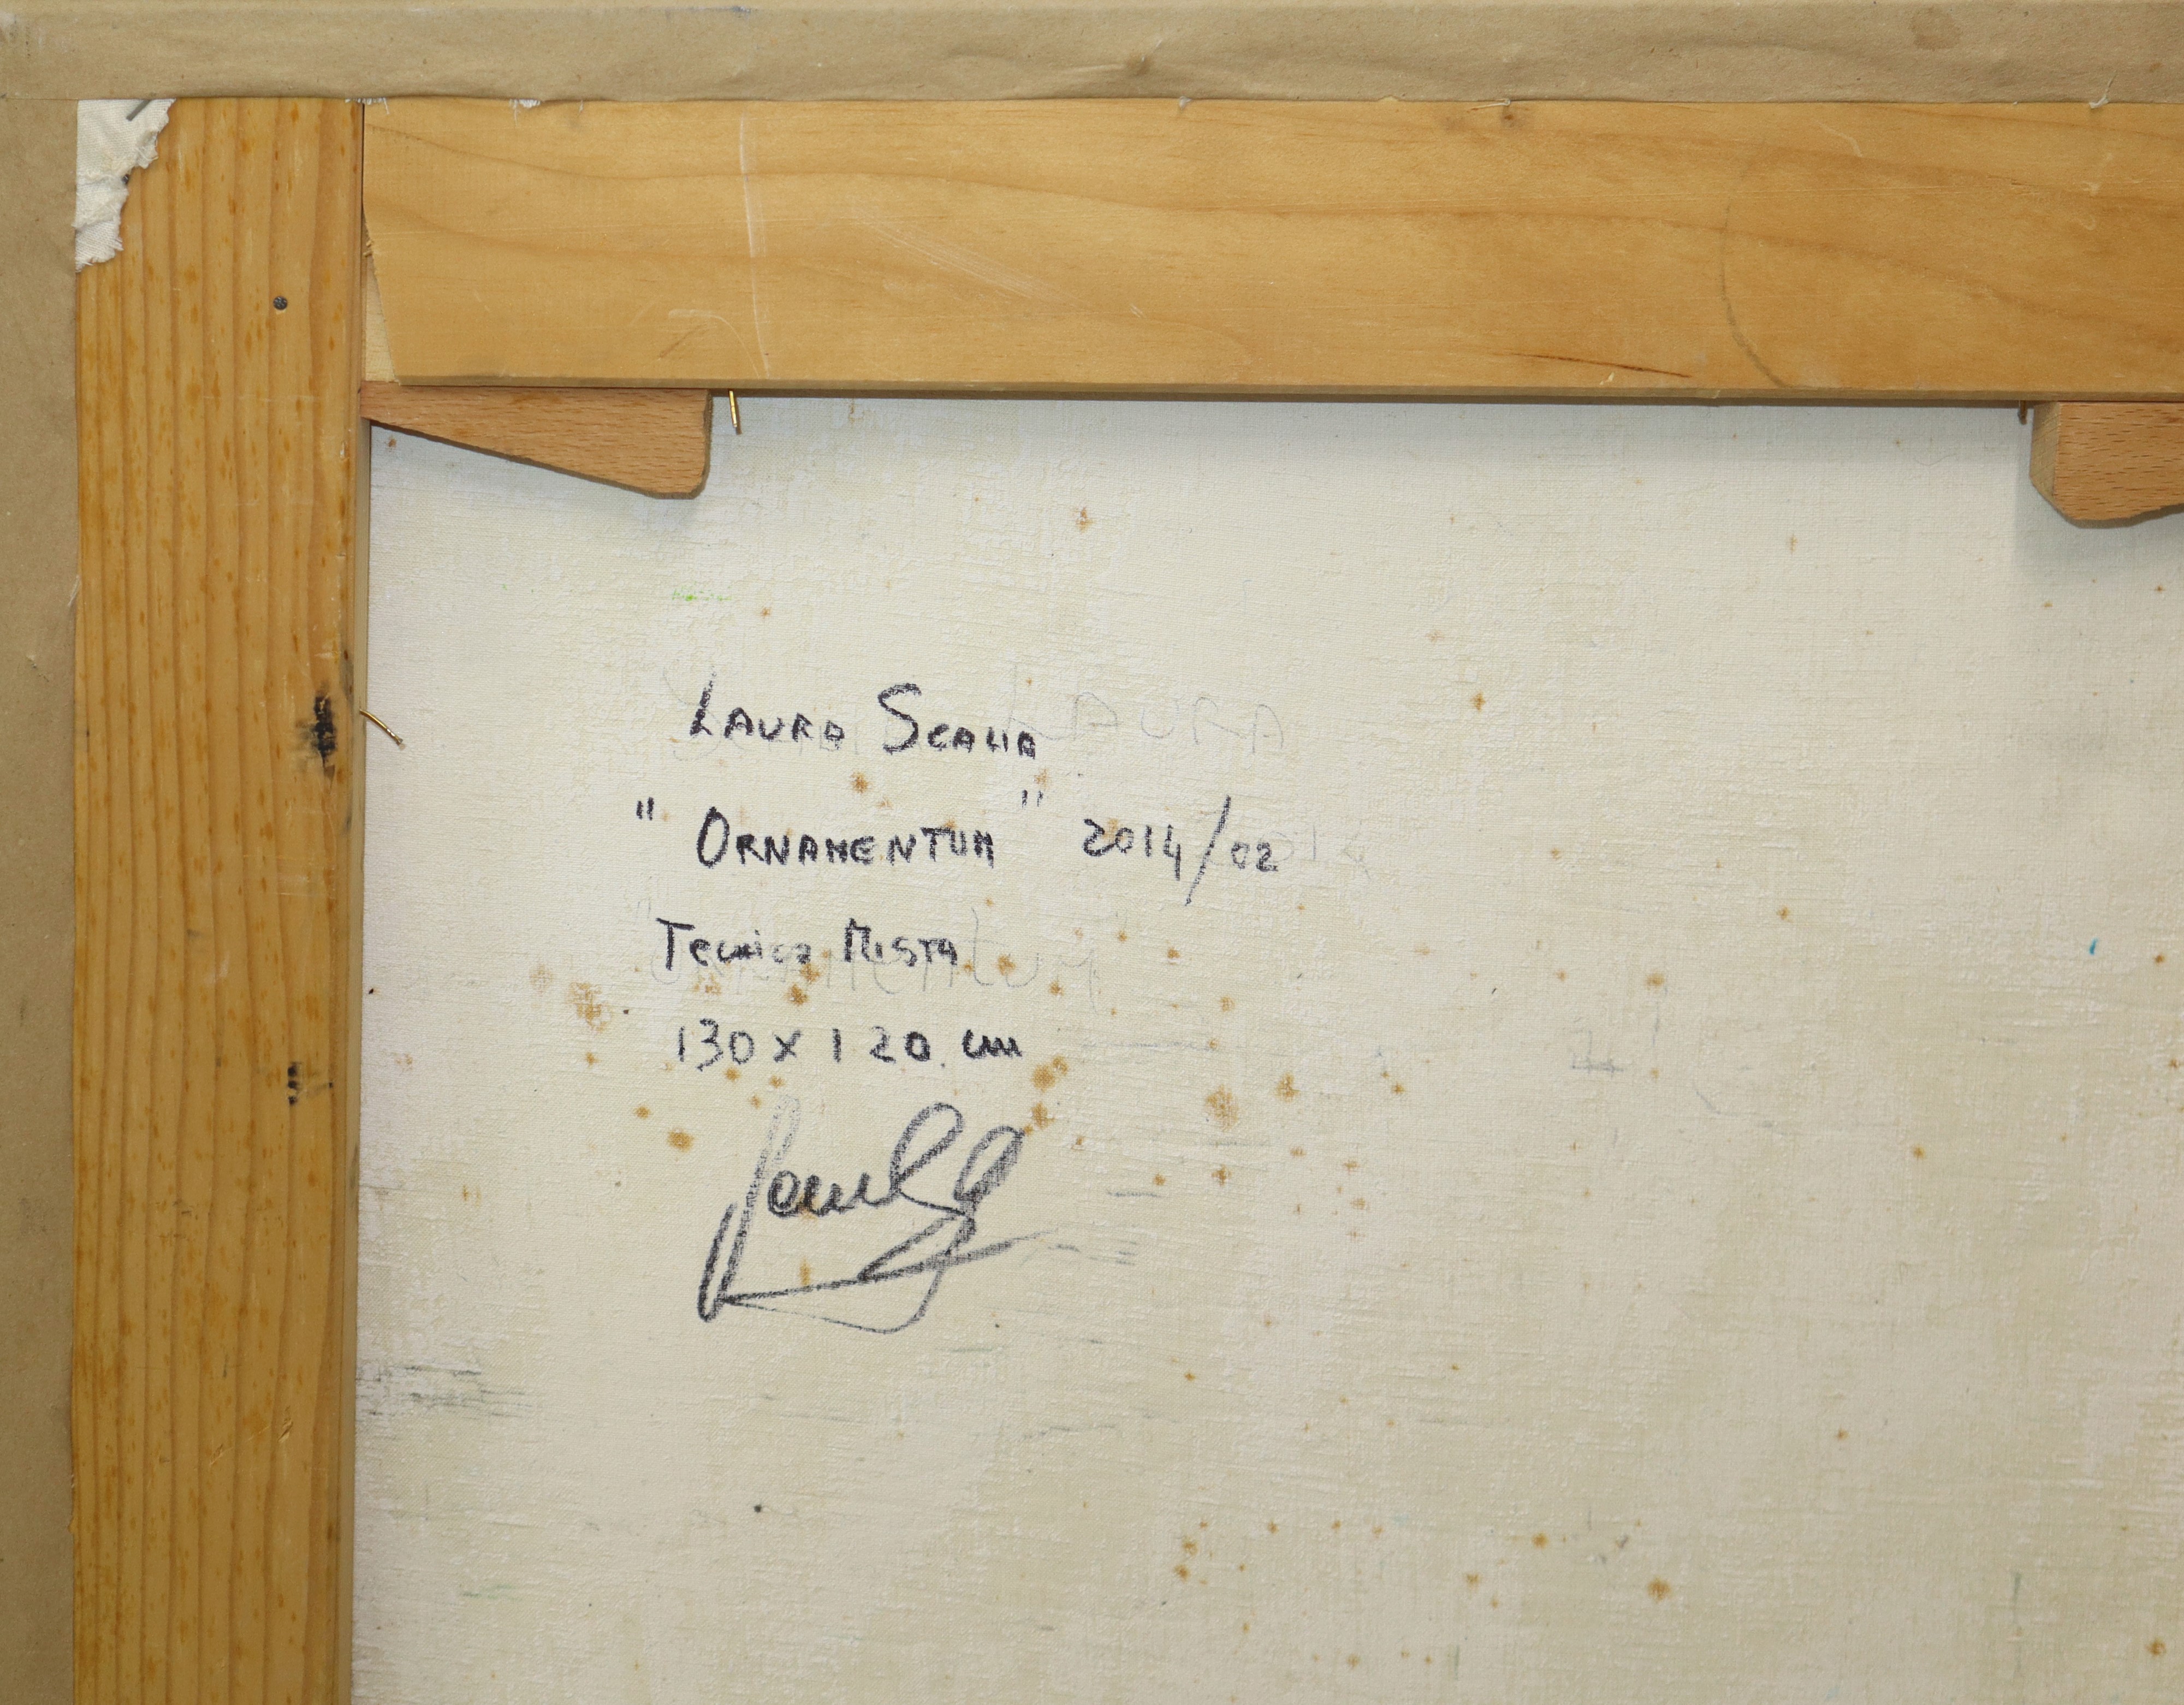 LAURA SCALIA
"ORNAMENTUM" 2014/02
TECNICA MISTA
130 x 120 cm